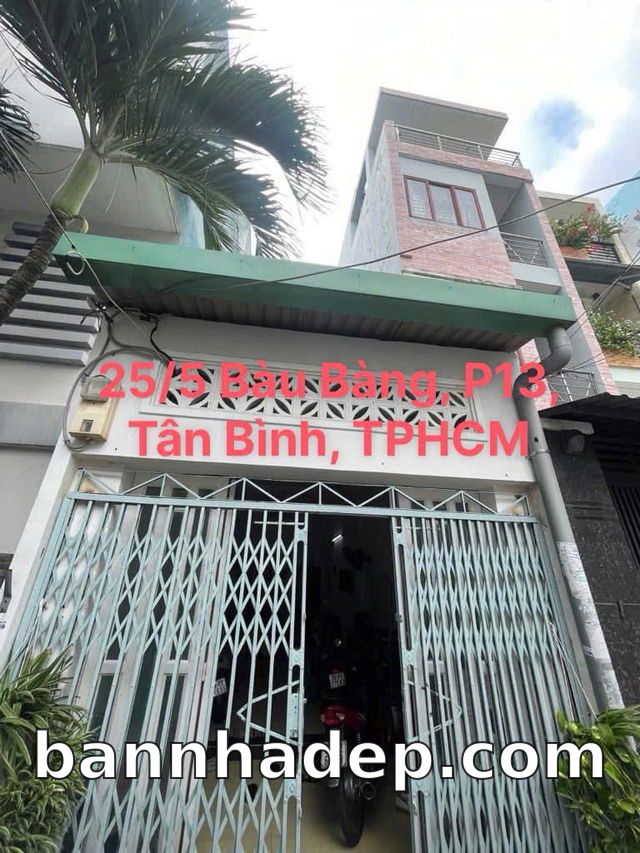 25/5 Bàu Bàng, P13,
Tân Bình, TPHCM
bannhadep.com